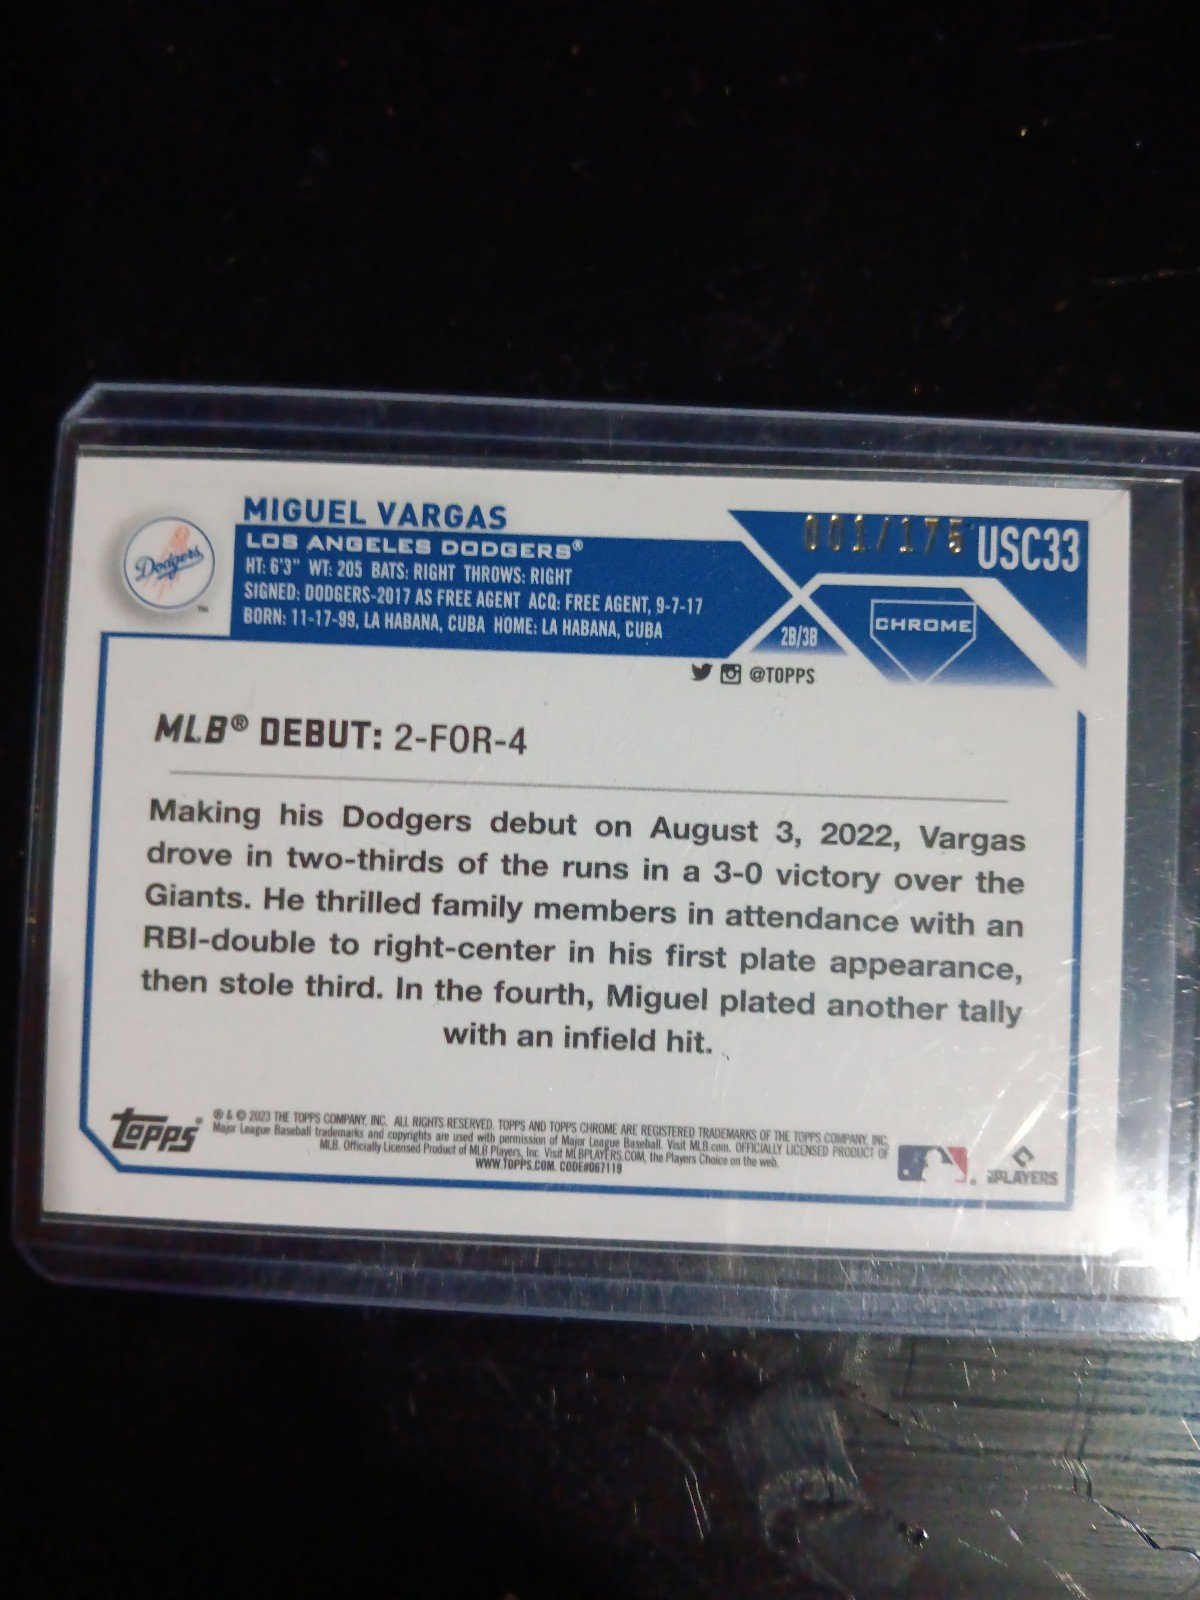 Dodgers
TM
MIGUEL VARGAS
LOS ANGELES DODGERS®
HT: 6'3" WT: 205 BATS: RIGHT THROWS: RIGHT
SIGNED: DODGERS-2017 AS FREE AGENT ACQ: FREE AGENT, 9-7-17
BORN: 11-17-99, LA HABANA, CUBA HOME: LA HABANA, CUBA
001/175
USC33
2B/3B
CHROME
@TOPPS
MLB® DEBUT: 2-FOR-4
Making his Dodgers debut on August 3, 2022, Vargas
drove in two-thirds of the runs in a 3-0 victory over the
Giants. He thrilled family members in attendance with an
RBI-double to right-center in his first plate appearance,
then stole third. In the fourth, Miguel plated another tally
with an infield hit.
Topps®
® & © 2023 THE TOPPS COMPANY, INC. ALL RIGHTS RESERVED. TOPPS AND TOPPS CHROME ARE REGISTERED TRADEMARKS OF THE TOPPS COMPANY, INC.
Major League Baseball trademarks and copyrights are used with permission of Major League Baseball. Visit MLB.com. OFFICIALLY LICENSED PRODUCT OF
MLB. Officially Licensed Product of MLB Players, Inc. Visit MLBPLAYERS.COM, the Players Choice on the web.
WWW.TOPPS.COM. CODE#067119
PLAYERS